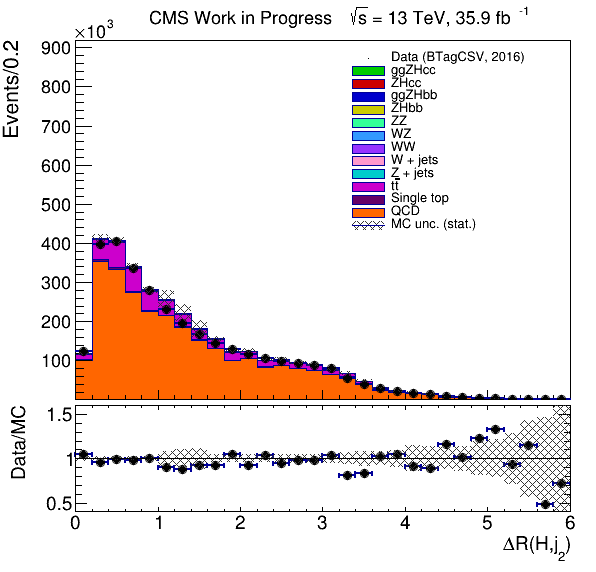 CMS Work in Progress √s = 13 TeV, 35.9 fb⁻¹
×10³
Events/0.2
900
800
700
600
500
400
300
200
100
Data (BTagCSV, 2016)
ggZHcc
ZHcc
ggZHbb
ZHbb
ZZ
WZ
WW
W + jets
Z + jets
tt̅
Single top
QCD
MC unc. (stat.)
Data/MC
1.5
1
0.5
0 1 2 3 4 5 6
ΔR(H,j₂)